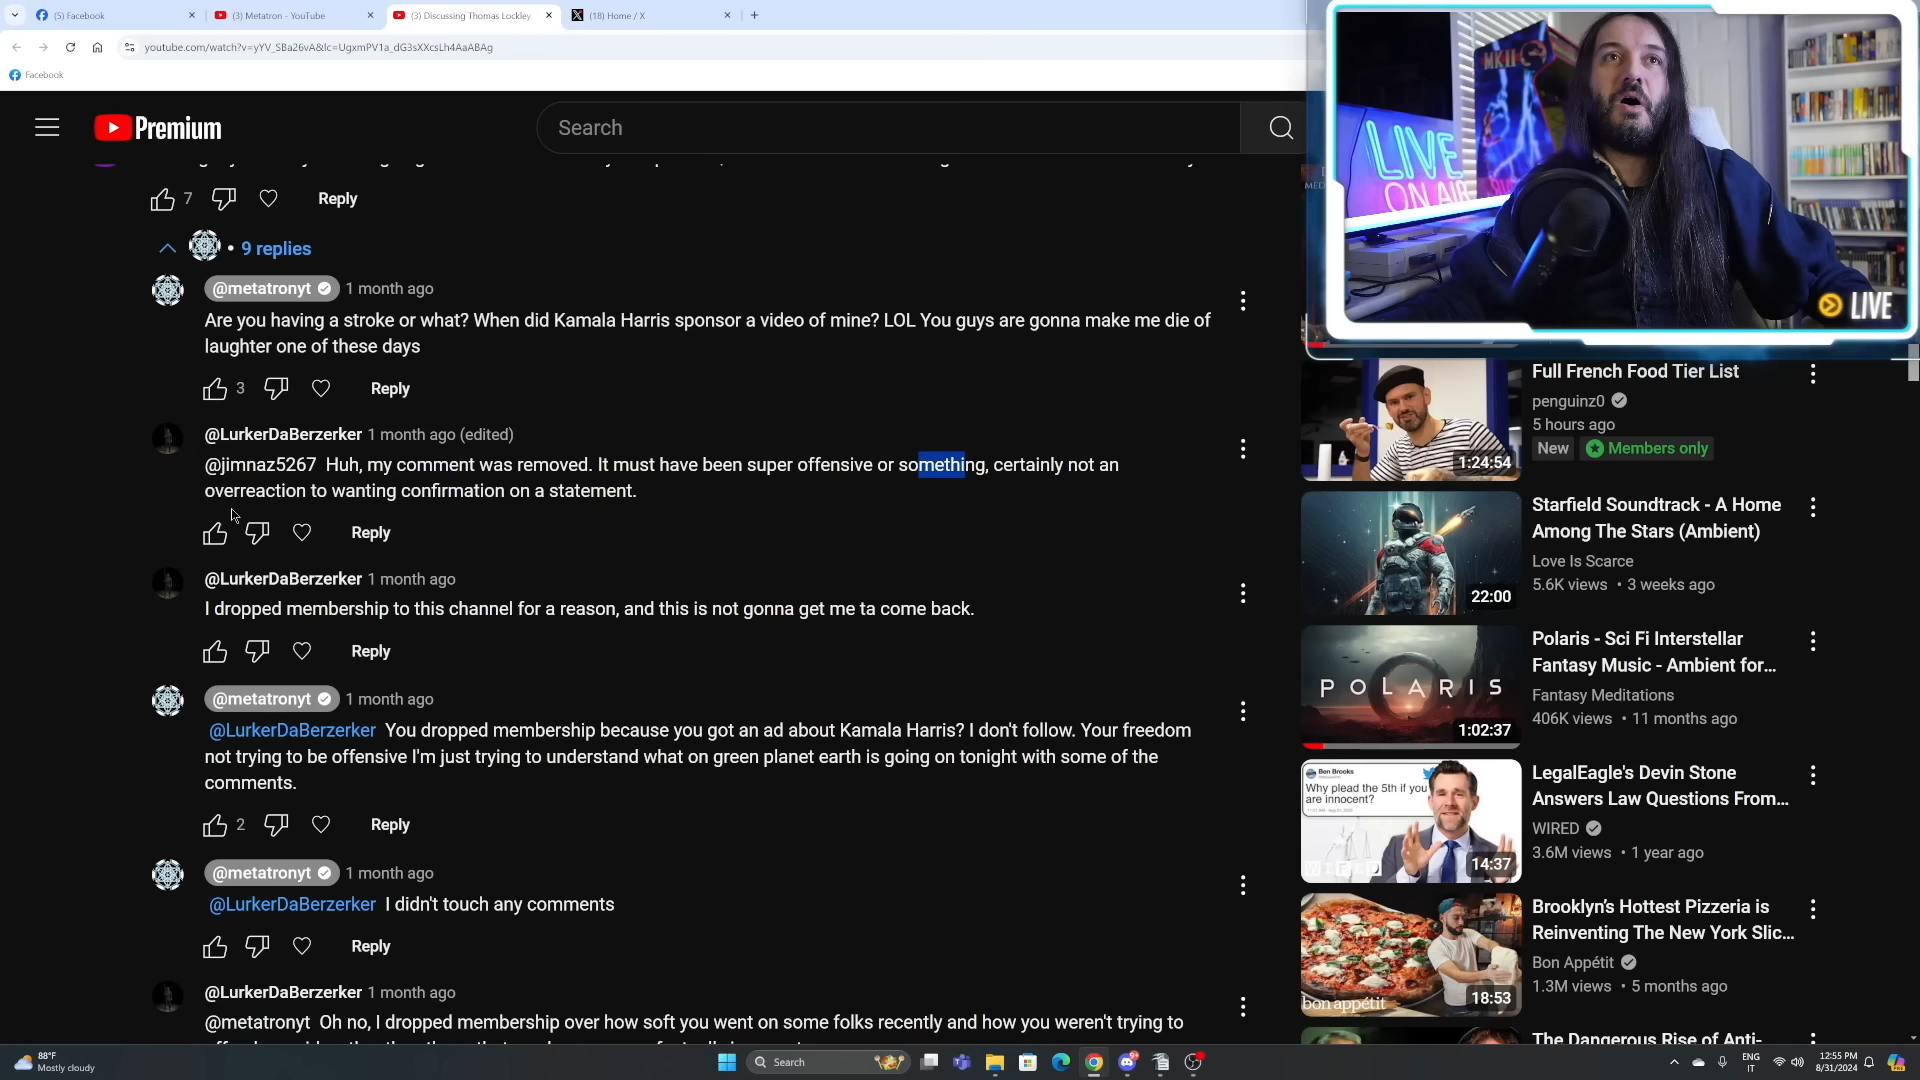 (5) Facebook
(3) Metatron - YouTube
(3) Discussing Thomas Lockley
(18) Home / X
youtube.com/watch?v=yYV_SBa26vA&lc=UgxmPV1a_dG3sXXcsLh4AaABAg
Facebook
Premium
Search
7
Reply
• 9 replies
@metatronyt 1 month ago
Are you having a stroke or what? When did Kamala Harris sponsor a video of mine? LOL You guys are gonna make me die of
laughter one of these days
3
Reply
@LurkerDaBerzerker 1 month ago (edited)
@jimnaz5267 Huh, my comment was removed. It must have been super offensive or something, certainly not an
overreaction to wanting confirmation on a statement.
Reply
@LurkerDaBerzerker 1 month ago
I dropped membership to this channel for a reason, and this is not gonna get me ta come back.
Reply
@metatronyt 1 month ago
@LurkerDaBerzerker You dropped membership because you got an ad about Kamala Harris? I don't follow. Your freedom
not trying to be offensive I'm just trying to understand what on green planet earth is going on tonight with some of the
comments.
2
Reply
@metatronyt 1 month ago
@LurkerDaBerzerker I didn't touch any comments
Reply
@LurkerDaBerzerker 1 month ago
@metatronyt Oh no, I dropped membership over how soft you went on some folks recently and how you weren't trying to
MKII
LIVE
ON AIR
LIVE
Full French Food Tier List
penguinz0
5 hours ago
New
Members only
1:24:54
Starfield Soundtrack - A Home
Among The Stars (Ambient)
Love Is Scarce
5.6K views • 3 weeks ago
22:00
Polaris - Sci Fi Interstellar
Fantasy Music - Ambient for...
Fantasy Meditations
406K views • 11 months ago
POLARIS
1:02:37
LegalEagle's Devin Stone
Answers Law Questions From...
WIRED
3.6M views • 1 year ago
Ben Brooks
Why plead the 5th if you
are innocent?
WIRED
14:37
Brooklyn's Hottest Pizzeria is
Reinventing The New York Slic...
Bon Appétit
1.3M views • 5 months ago
bon appétit
18:53
The Dangerous Rise of Anti-
88°F
Mostly cloudy
Search
ENG
IT
12:55 PM
8/31/2024